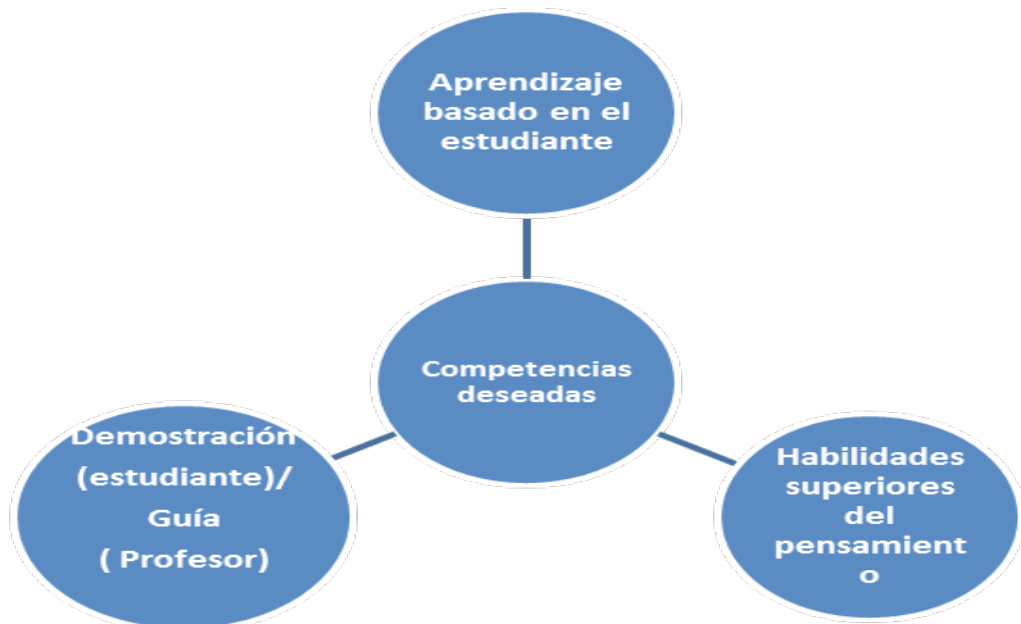 Aprendizaje
basado en el
estudiante
Competencias
deseadas
Demostración
(estudiante)/
Guía
( Profesor)
Habilidades
superiores
del
pensamient
o